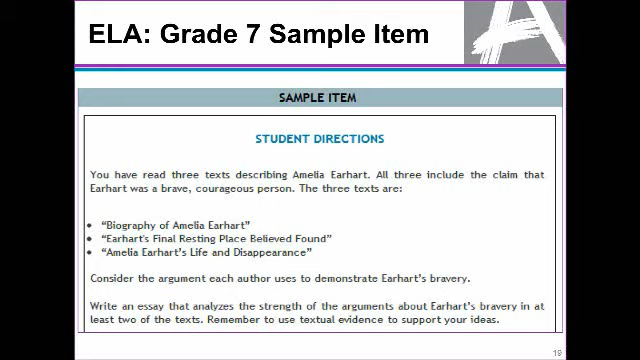 ELA: Grade 7 Sample Item
SAMPLE ITEM
STUDENT DIRECTIONS
You have read three texts describing Amelia Earhart. All three include the claim that
Earhart was a brave, courageous person. The three texts are:
• “Biography of Amelia Earhart”
• “Earhart's Final Resting Place Believed Found”
• “Amelia Earhart’s Life and Disappearance”
Consider the argument each author uses to demonstrate Earhart’s bravery.
Write an essay that analyzes the strength of the arguments about Earhart’s bravery in at
least two of the texts. Remember to use textual evidence to support your ideas.
19